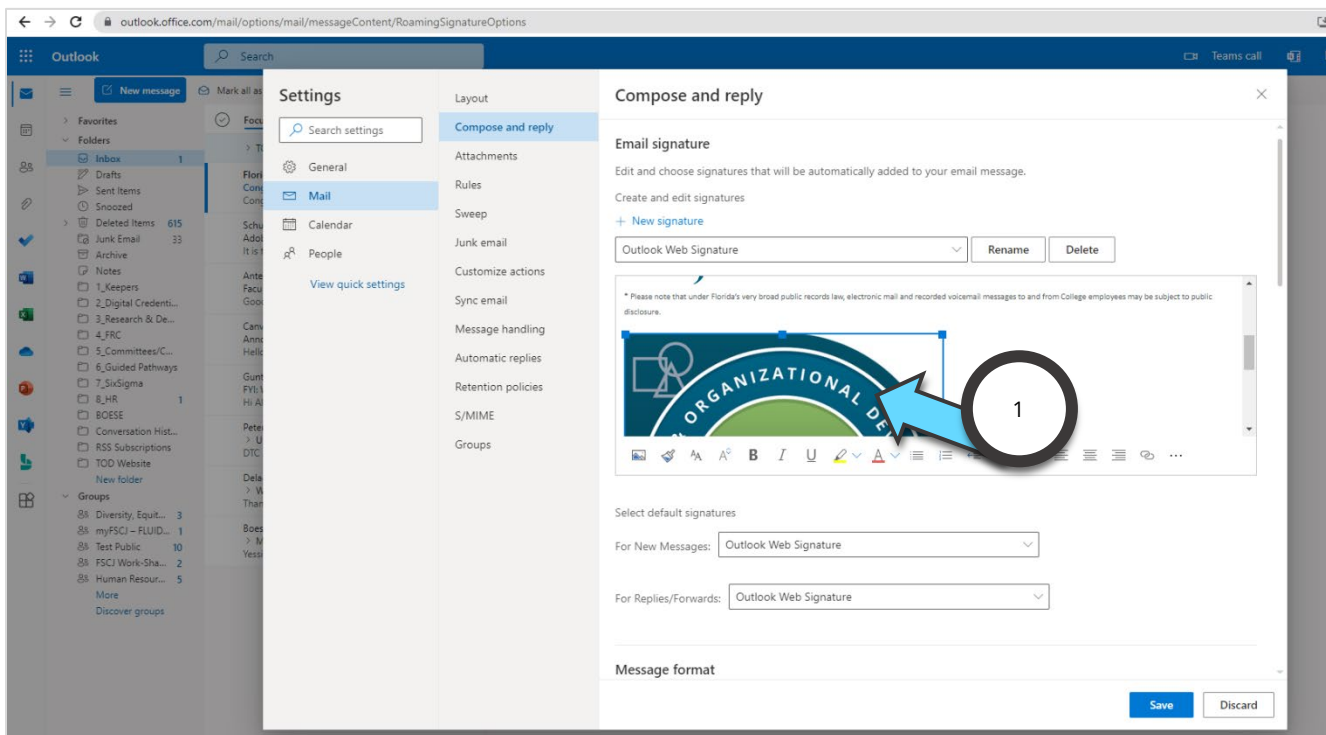 outlook.office.com/mail/options/mail/messageContent/RoamingSignatureOptions
Outlook
Search
Teams call
New message
Mark all as
Favorites
Folders
Inbox 1
Drafts
Sent Items
Snoozed
Deleted Items 615
Junk Email 33
Archive
Notes
1_Keepers
2_Digital Credenti...
3_Research & De...
4_FRC
5_Committees/C...
6_Guided Pathways
7_SixSigma
8_HR 1
BOESE
Conversation Hist...
RSS Subscriptions
TOD Website
New folder
Groups
Diversity, Equit... 3
myFSCJ – FLUID... 1
Test Public 10
FSCJ Work-Sha... 2
Human Resour... 5
More
Discover groups
Settings
Search settings
General
Mail
Calendar
People
View quick settings
Layout
Compose and reply
Attachments
Rules
Sweep
Junk email
Customize actions
Sync email
Message handling
Automatic replies
Retention policies
S/MIME
Groups
Compose and reply
Email signature
Edit and choose signatures that will be automatically added to your email message.
Create and edit signatures
+ New signature
Outlook Web Signature
Rename
Delete
* Please note that under Florida's very broad public records law, electronic mail and recorded voicemail messages to and from College employees may be subject to public
disclosure.
& ORGANIZATIONAL DE
1
B I U A
Select default signatures
For New Messages: Outlook Web Signature
For Replies/Forwards: Outlook Web Signature
Message format
Save
Discard